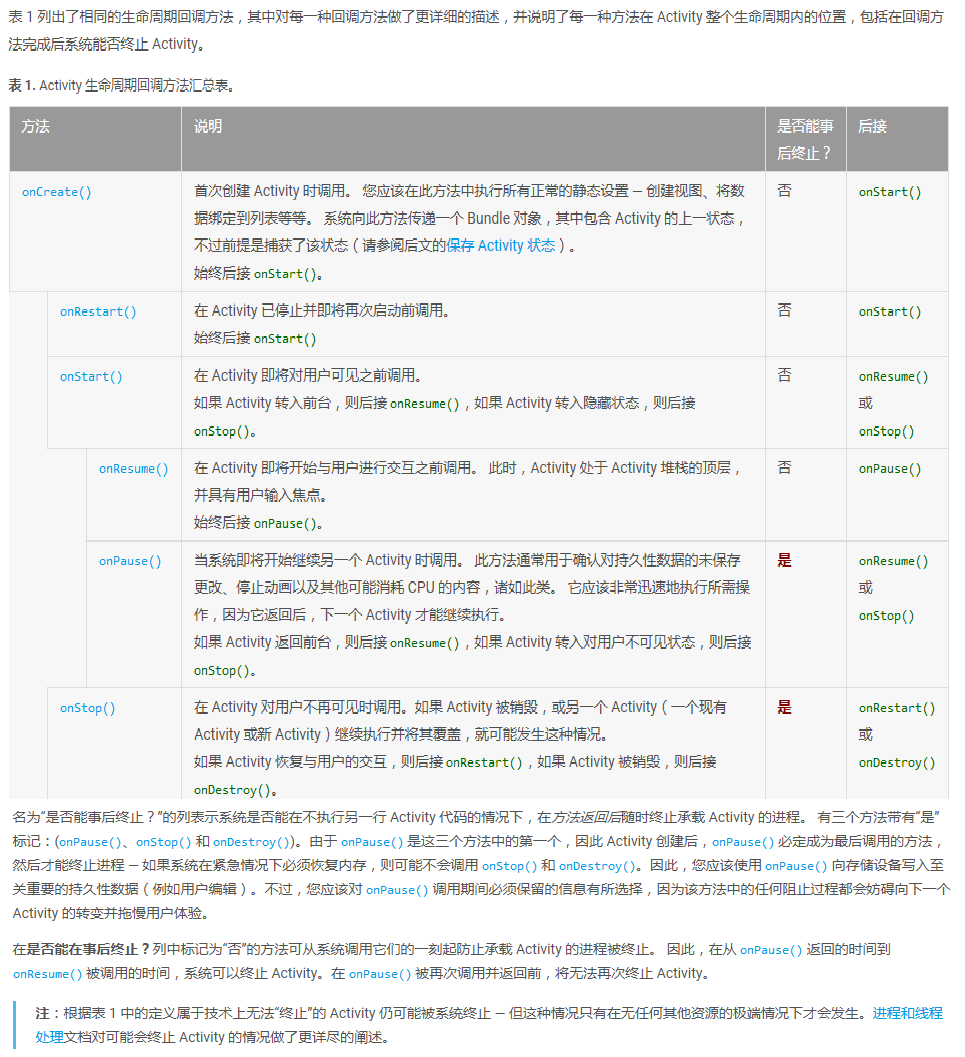 表 1 列出了相同的生命周期回调方法，其中对每一种回调方法做了更详细的描述，并说明了每一种方法在 Activity 整个生命周期内的位置，包括在回调方
法完成后系统能否终止 Activity。
表 1. Activity 生命周期回调方法汇总表。
方法 说明 是否能事
后终止？ 后接
onCreate() 首次创建 Activity 时调用。 您应该在此方法中执行所有正常的静态设置 — 创建视图、将数 否 onStart()
据绑定到列表等等。 系统向此方法传递一个 Bundle 对象，其中包含 Activity 的上一状态，
不过前提是捕获了该状态（请参阅后文的保存 Activity 状态）。
始终后接 onStart()。
onRestart() 在 Activity 已停止并即将再次启动前调用。 否 onStart()
始终后接 onStart()
onStart() 在 Activity 即将对用户可见之前调用。 否 onResume()
如果 Activity 转入前台，则后接 onResume()，如果 Activity 转入隐藏状态，则后接 或
onStop()。 onStop()
onResume() 在 Activity 即将开始与用户进行交互之前调用。 此时，Activity 处于 Activity 堆栈的顶层， 否 onPause()
并具有用户输入焦点。
始终后接 onPause()。
onPause() 当系统即将开始继续另一个 Activity 时调用。 此方法通常用于确认对持久性数据的未保存 是 onResume()
更改、停止动画以及其他可能消耗 CPU 的内容，诸如此类。 它应该非常迅速地执行所需操 或
作，因为它返回后，下一个 Activity 才能继续执行。 onStop()
如果 Activity 返回前台，则后接 onResume()，如果 Activity 转入对用户不可见状态，则后接
onStop()。
onStop() 在 Activity 对用户不再可见时调用。如果 Activity 被销毁，或另一个 Activity（一个现有 是 onRestart()
Activity 或新 Activity）继续执行并将其覆盖，就可能发生这种情况。 或
如果 Activity 恢复与用户的交互，则后接 onRestart()，如果 Activity 被销毁，则后接 onDestroy()
onDestroy()。
名为“是否能事后终止？”的列表示系统是否能在不执行另一行 Activity 代码的情况下，在方法返回后随时终止承载 Activity 的进程。 有三个方法带有“是”
标记：(onPause()、onStop() 和 onDestroy())。由于 onPause() 是这三个方法中的第一个，因此 Activity 创建后，onPause() 必定成为最后调用的方法，
然后才能终止进程 — 如果系统在紧急情况下必须恢复内存，则可能不会调用 onStop() 和 onDestroy()。因此，您应该使用 onPause() 向存储设备写入至
关重要的持久性数据（例如用户编辑）。不过，您应该对 onPause() 调用期间必须保留的信息有所选择，因为该方法中的任何阻止过程都会妨碍向下一个
Activity 的转变并拖慢用户体验。
在是否能在事后终止？列中标记为“否”的方法可从系统调用它们的一刻起防止承载 Activity 的进程被终止。 因此，在从 onPause() 返回的时间到
onResume() 被调用的时间，系统可以终止 Activity。在 onPause() 被再次调用并返回前，将无法再次终止 Activity。
注：根据表 1 中的定义属于技术上无法“终止”的 Activity 仍可能被系统终止 — 但这种情况只有在无任何其他资源的极端情况下才会发生。进程和线程
处理文档对可能会终止 Activity 的情况做了更详尽的阐述。